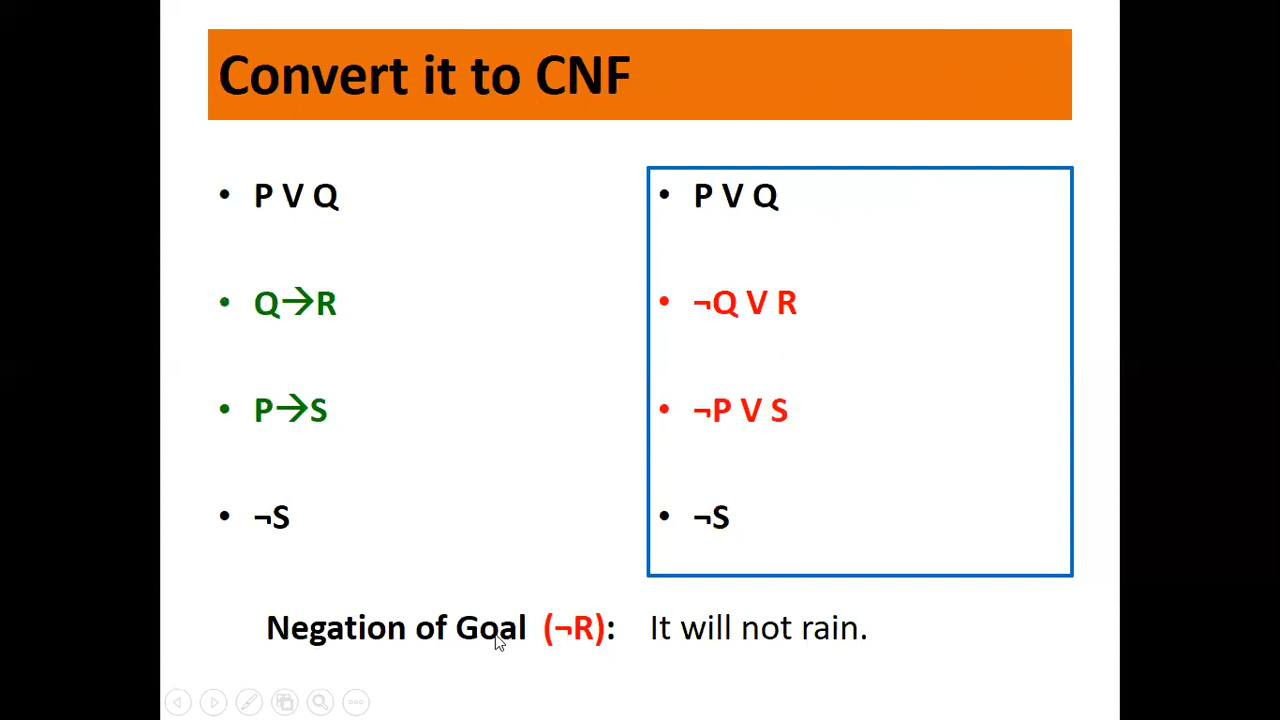 Convert it to CNF
• P V Q
• Q→R
• P→S
• ¬S
• P V Q
• ¬Q V R
• ¬P V S
• ¬S
Negation of Goal (¬R): It will not rain.